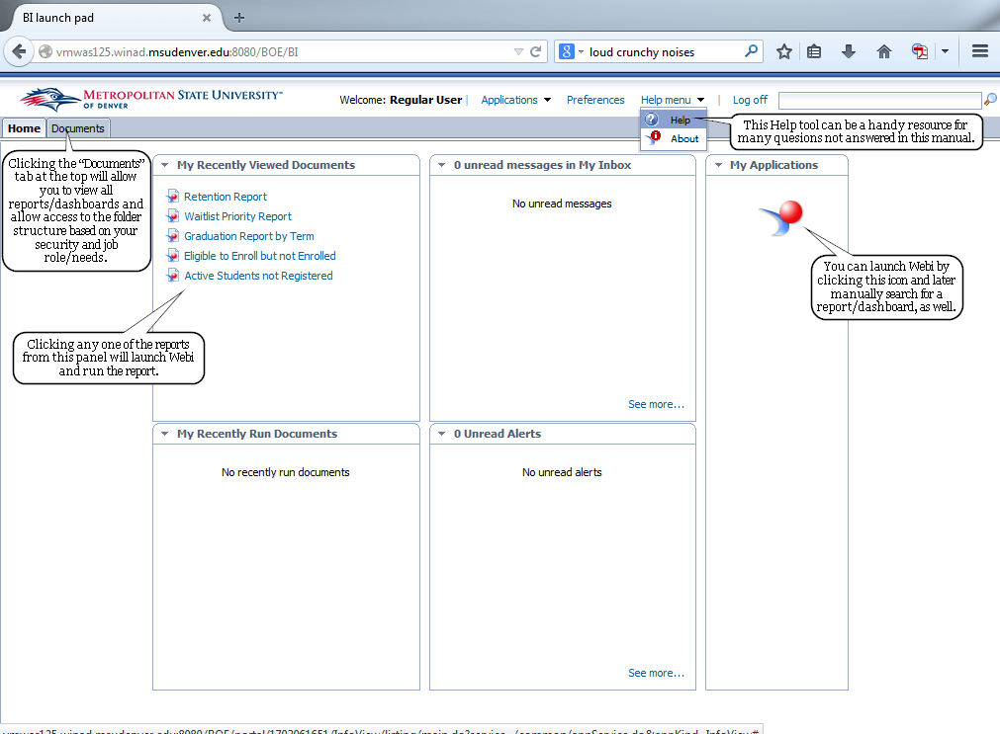 BI launch pad
vmwas125.winad.msudenver.edu:8080/BOE/BI
loud crunchy noises
METROPOLITAN STATE UNIVERSITY™
OF DENVER
Welcome: Regular User | Applications Preferences Help menu | Log off
Home Documents
Help
About
This Help tool can be a handy resource for
many quesions not answered in this manual.
Clicking the "Documents"
tab at the top will allow
you to view all
reports/dashboards and
allow access to the folder
structure based on your
security and job
role/needs.
My Recently Viewed Documents
Retention Report
Waitlist Priority Report
Graduation Report by Term
Eligible to Enroll but not Enrolled
Active Students not Registered
Clicking any one of the reports
from this panel will launch Webi
and run the report.
0 unread messages in My Inbox
No unread messages
See more...
My Applications
You can launch Webi by
clicking this icon and later
manually search for a
report/dashboard, as well.
My Recently Run Documents
No recently run documents
0 Unread Alerts
No unread alerts
See more...